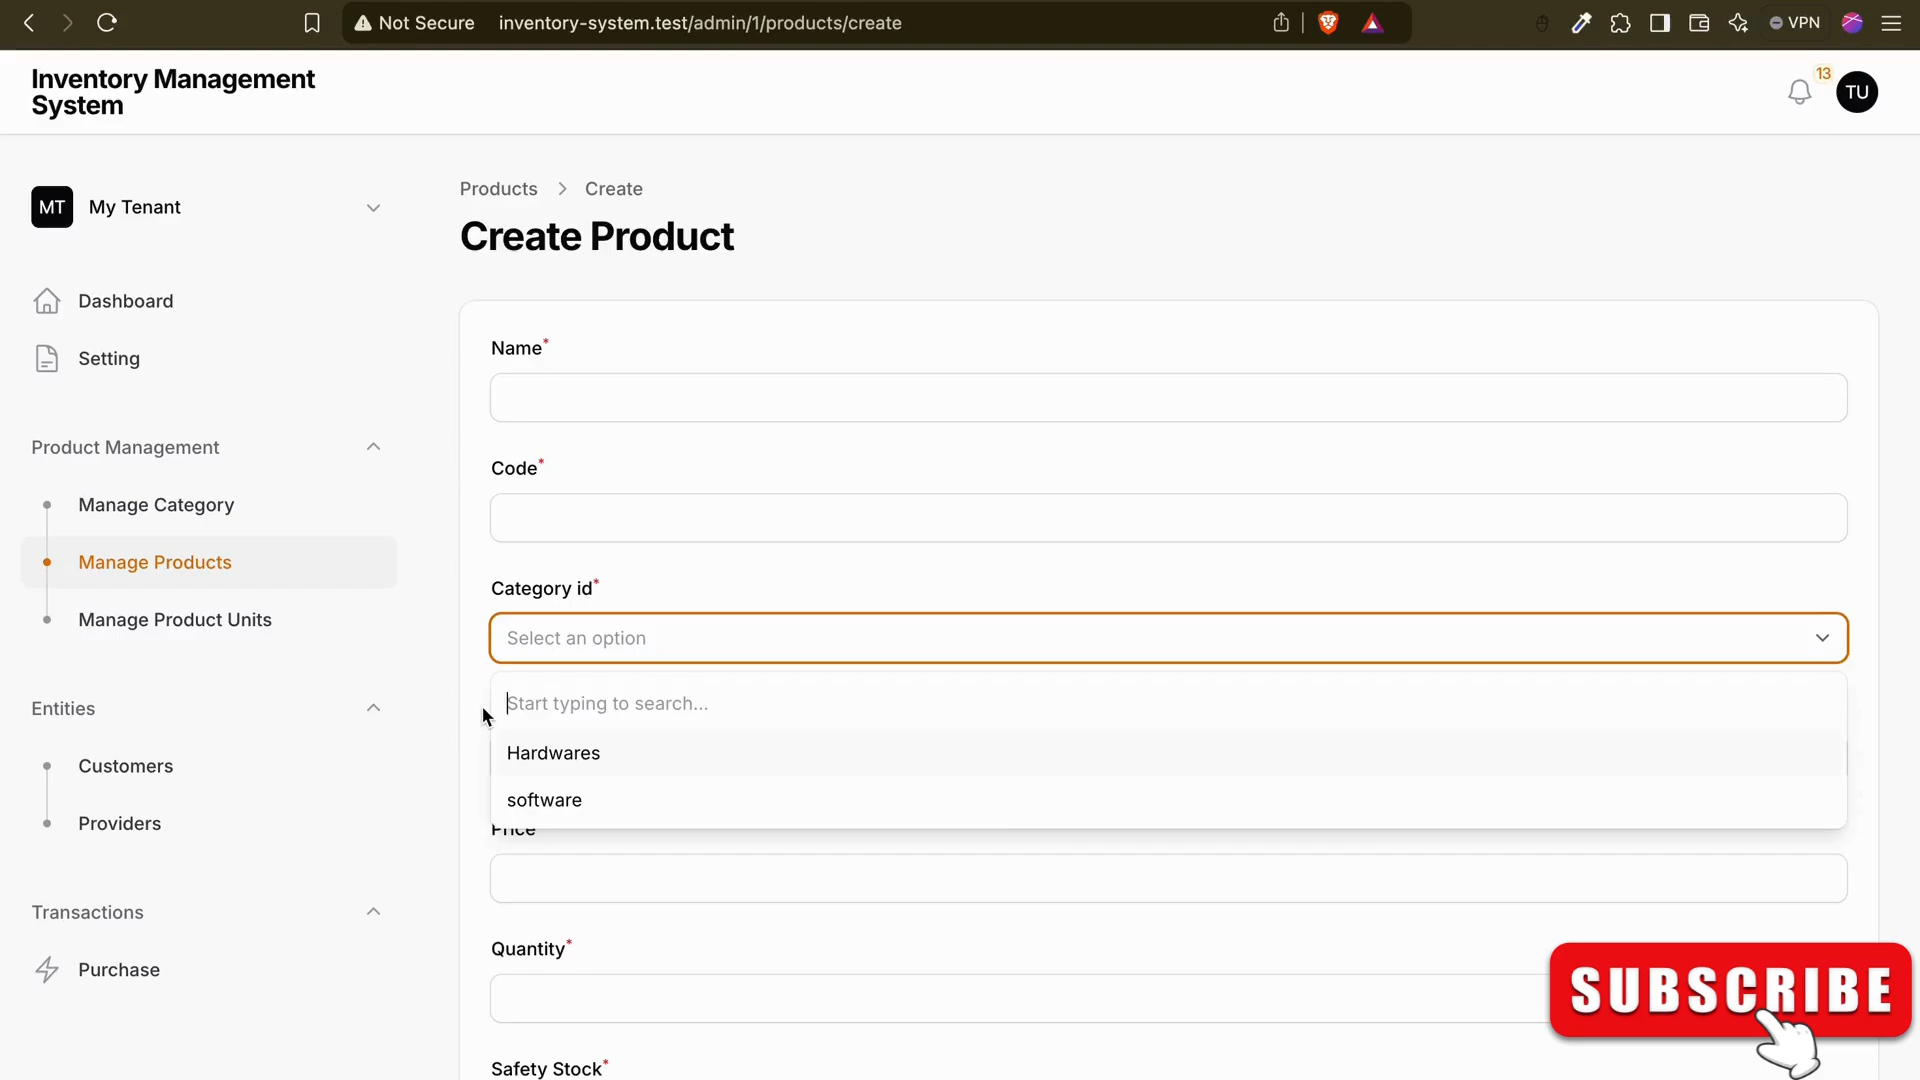 Not Secure inventory-system.test/admin/1/products/create
VPN
Inventory Management
System
13
TU
MT My Tenant
Dashboard
Setting
Product Management
Manage Category
Manage Products
Manage Product Units
Entities
Customers
Providers
Transactions
Purchase
Products > Create
Create Product
Name*
Code*
Category id*
Select an option
Start typing to search...
Hardwares
software
Price
Quantity*
Safety Stock*
SUBSCRIBE